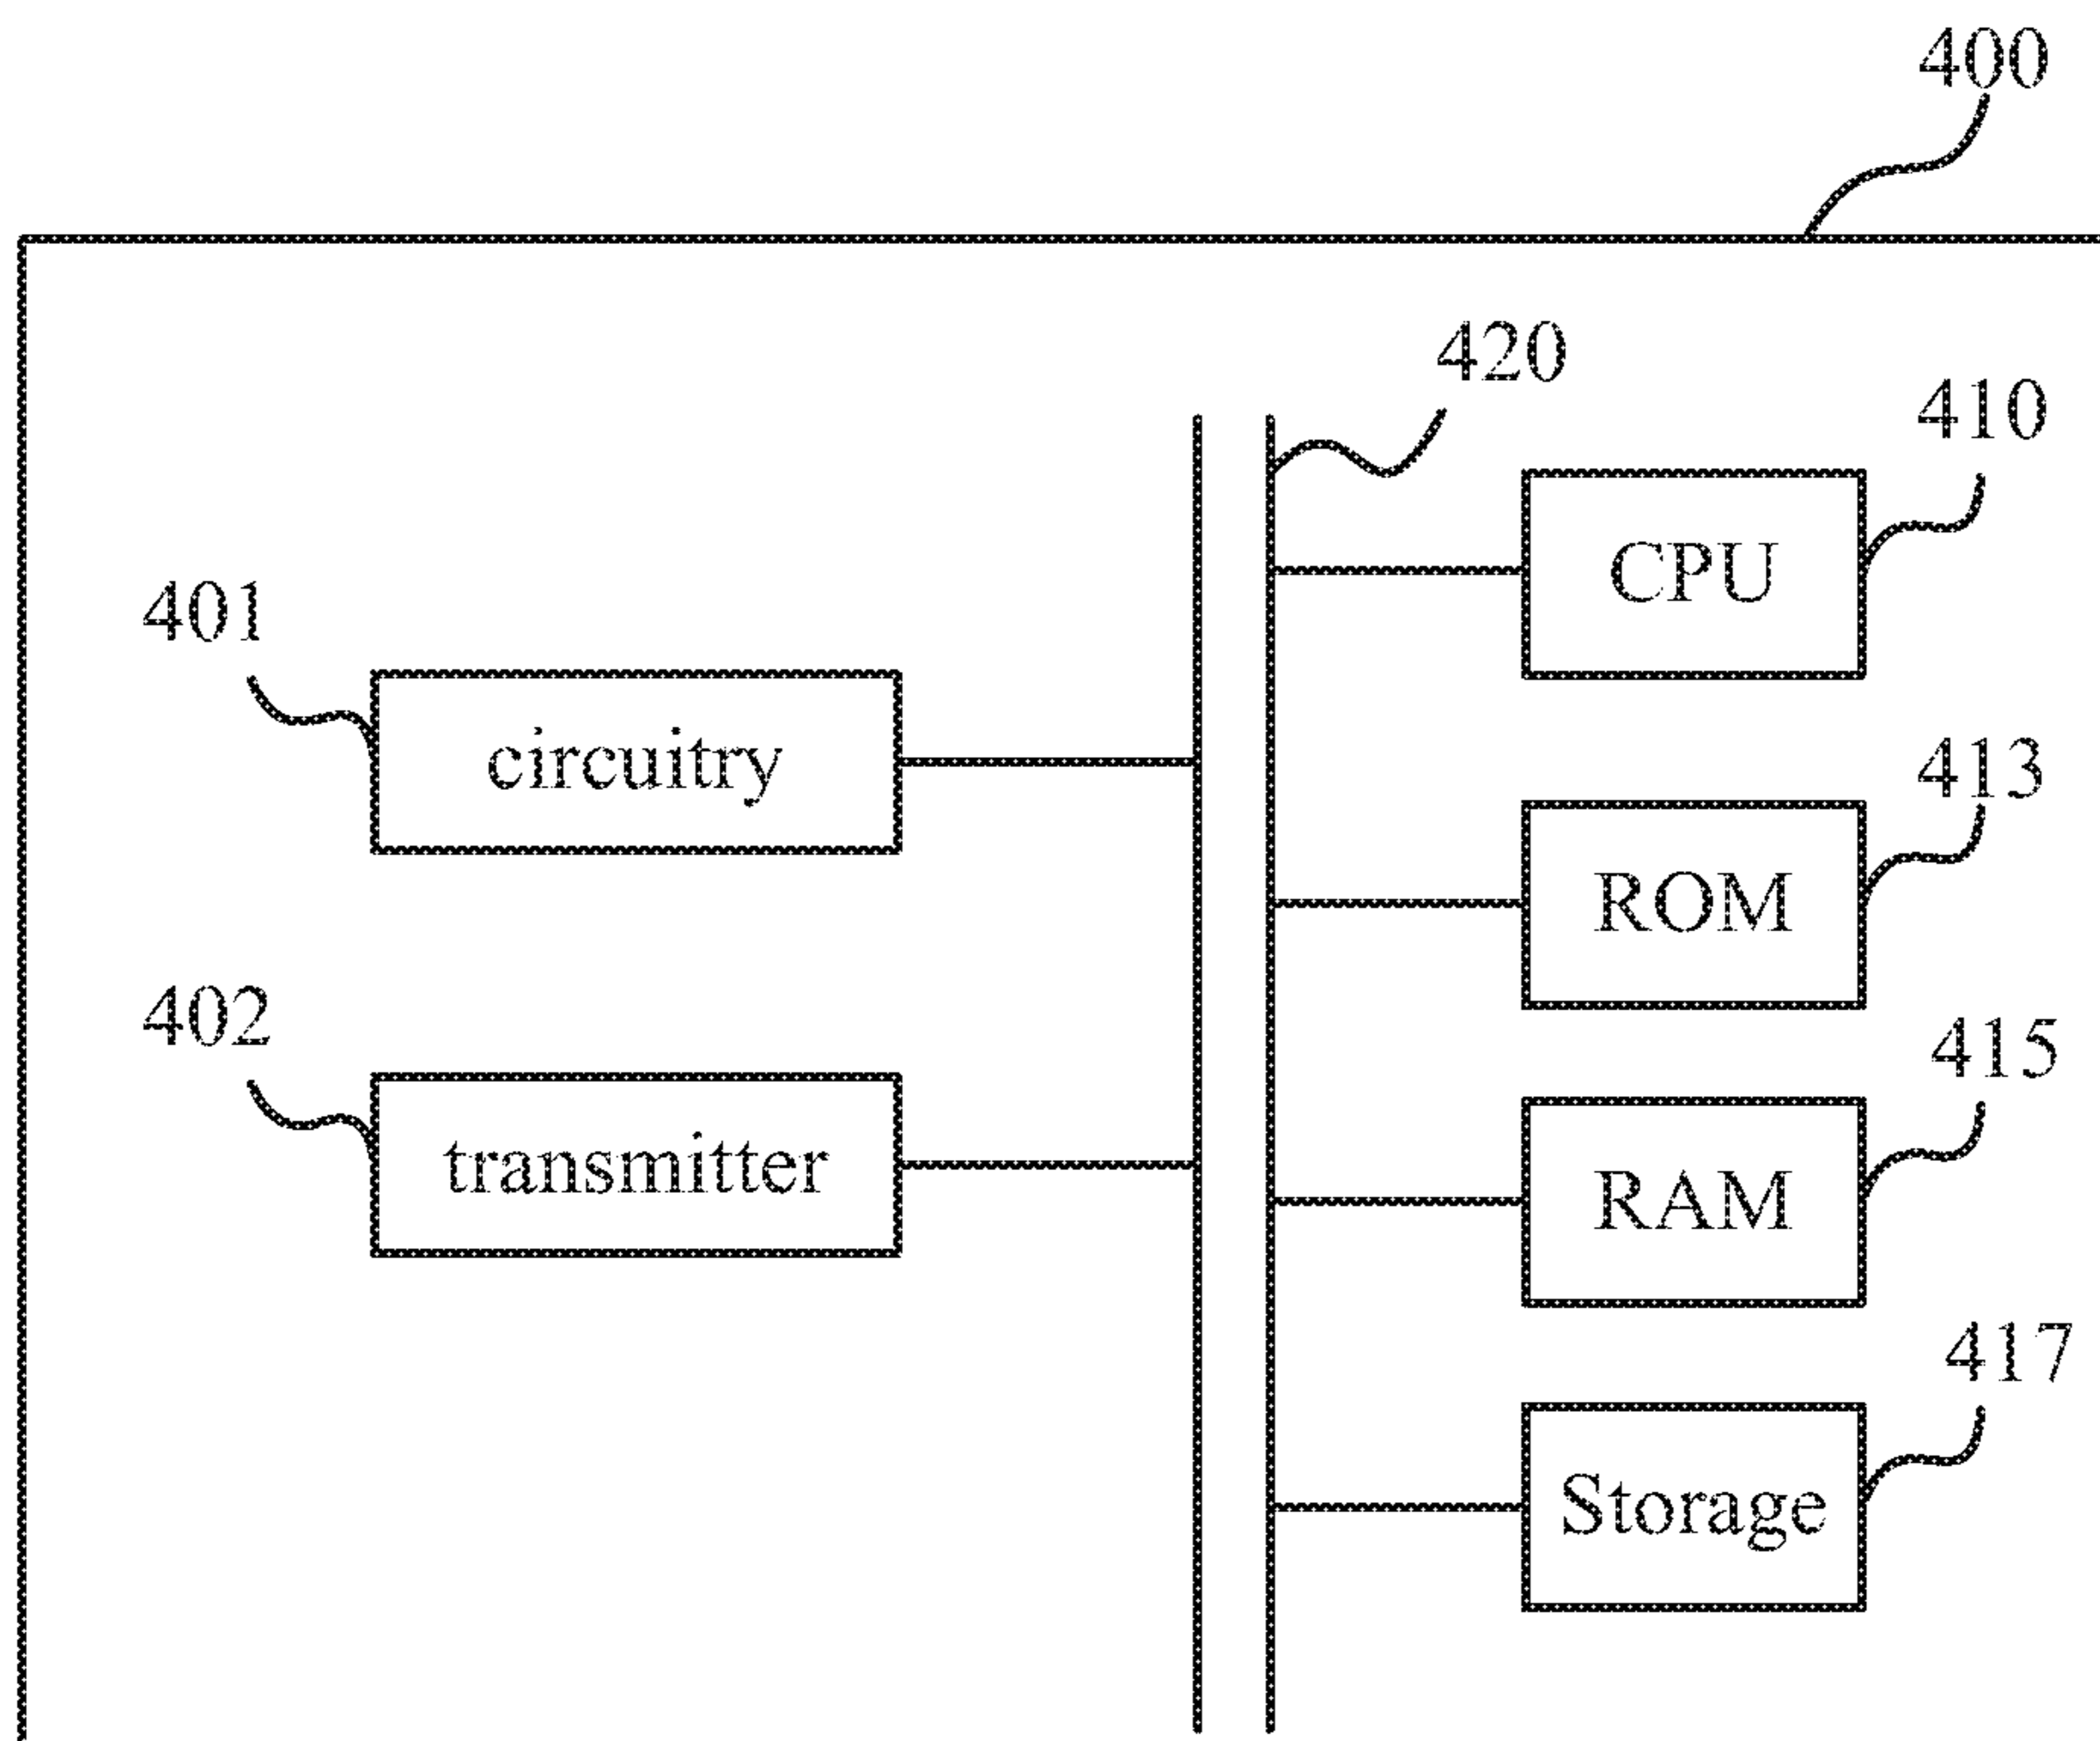 400
420
410
CPU
401
circuitry
413
ROM
402
transmitter
415
RAM
417
Storage